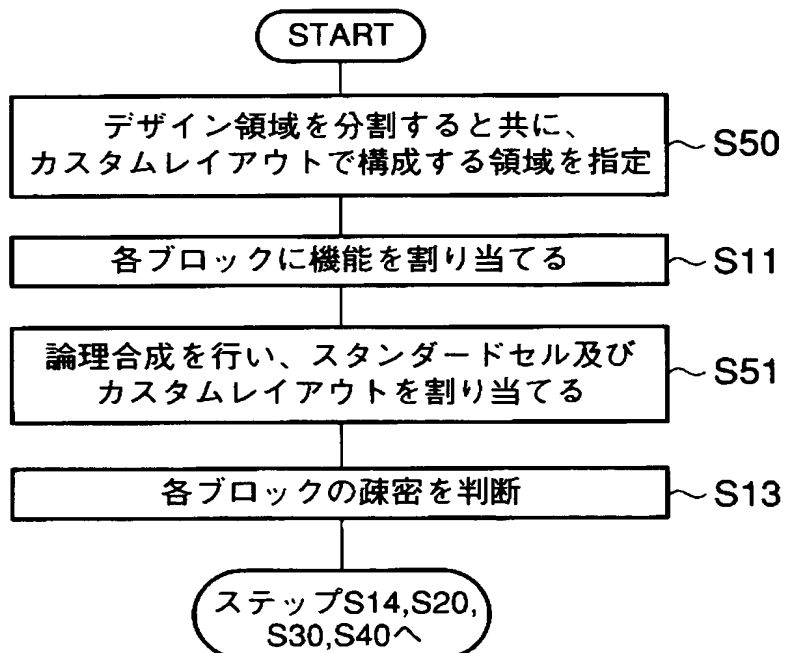 START
デザイン領域を分割すると共に、
カスタムレイアウトで構成する領域を指定
S50
各ブロックに機能を割り当てる
S11
論理合成を行い、スタンダードセル及び
カスタムレイアウトを割り当てる
S51
各ブロックの疎密を判断
S13
ステップS14,S20,
S30,S40へ